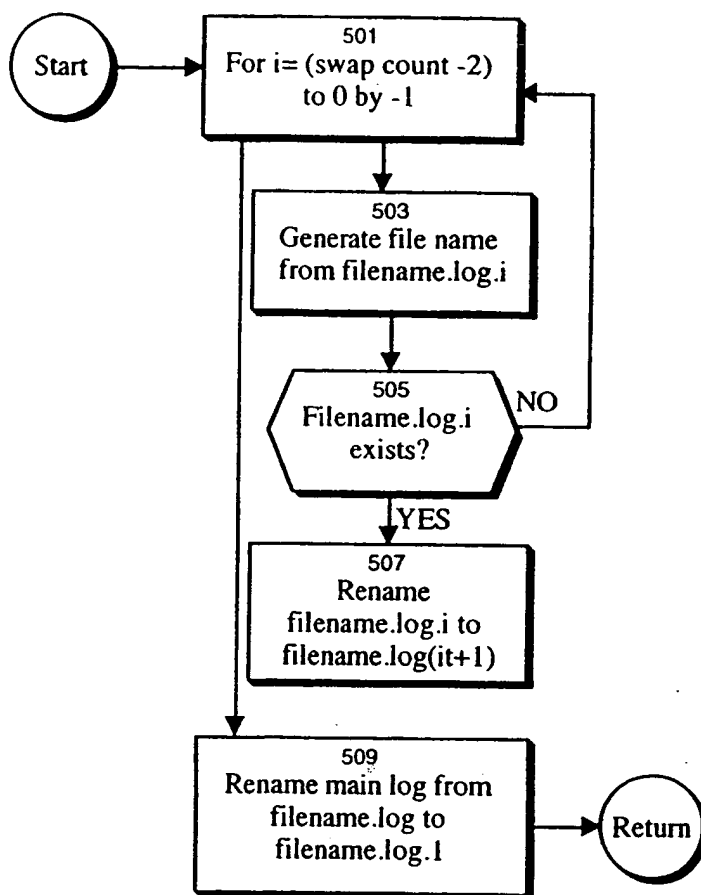 Start
501
For i= (swap count -2)
to 0 by -1
503
Generate file name
from filename.log.i
505
Filename.log.i
exists?
NO
YES
507
Rename
filename.log.i to
filename.log(it+1)
509
Rename main log from
filename.log to
filename.log.1
Return